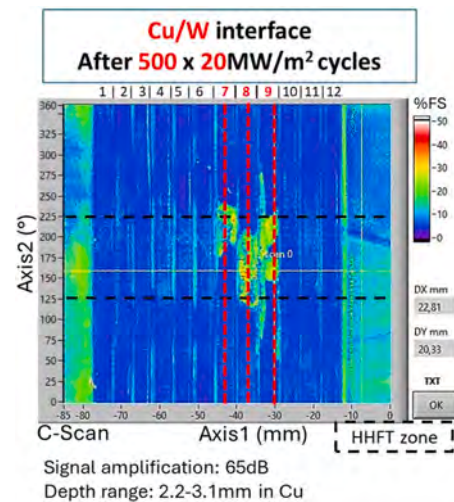 Cu/W interface
After 500 x 20MW/m² cycles
1 | 2 | 3 | 4 | 5 | 6 | 7 | 8 | 9 | 10 | 11 | 12
%FS
360
325
300
275
250
225
200
175
150
125
100
75
50
25
0
Axis2 (°)
-50
-40
-30
-20
-10
-0
scan 0
DX mm
22,81
DY mm
20,33
TXT
OK
-85 -80 -70 -60 -50 -40 -30 -20 -10 0
C-Scan Axis1 (mm) HHFT zone
Signal amplification: 65dB
Depth range: 2.2-3.1mm in Cu